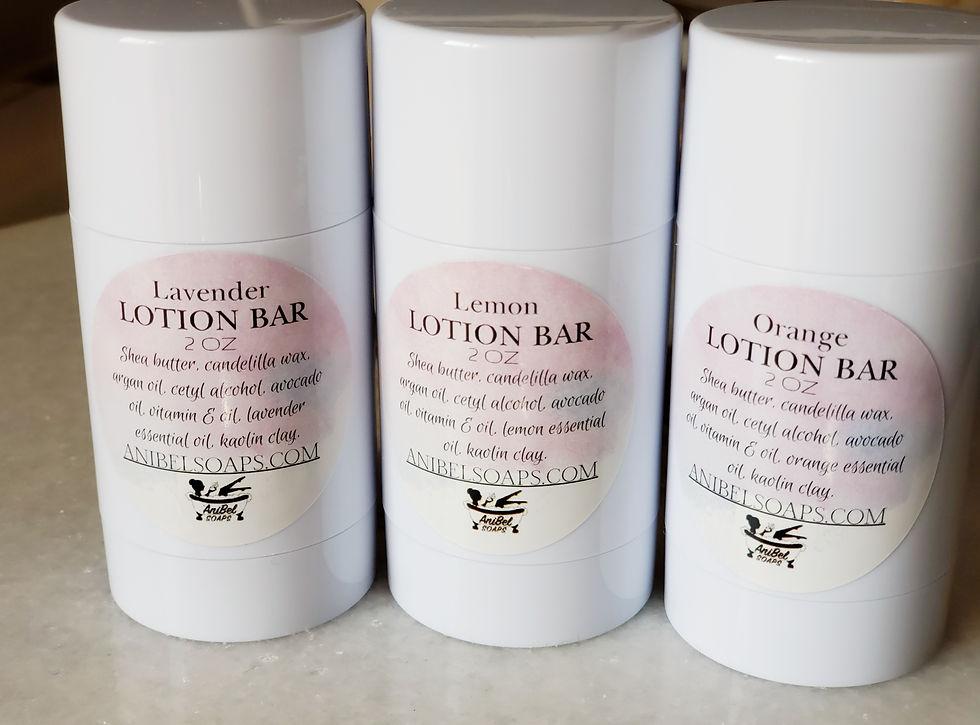 Lavender
LOTION BAR
2 OZ
Shea butter, candelilla wax,
argan oil, cetyl alcohol, avocado
oil, vitamin E oil, lavender
essential oil, kaolin clay.
ANIBELSOAPS.COM
AniBel
SOAPS
Lemon
LOTION BAR
2 OZ
Shea butter, candelilla wax,
argan oil, cetyl alcohol, avocado
oil, vitamin E oil, lemon essential
oil, kaolin clay.
ANIBELSOAPS.COM
AniBel
SOAPS
Orange
LOTION BAR
2 OZ
Shea butter, candelilla wax,
argan oil, cetyl alcohol, avocado
oil, vitamin E oil, orange essential
oil, kaolin clay.
ANIBELSOAPS.COM
AniBel
SOAPS